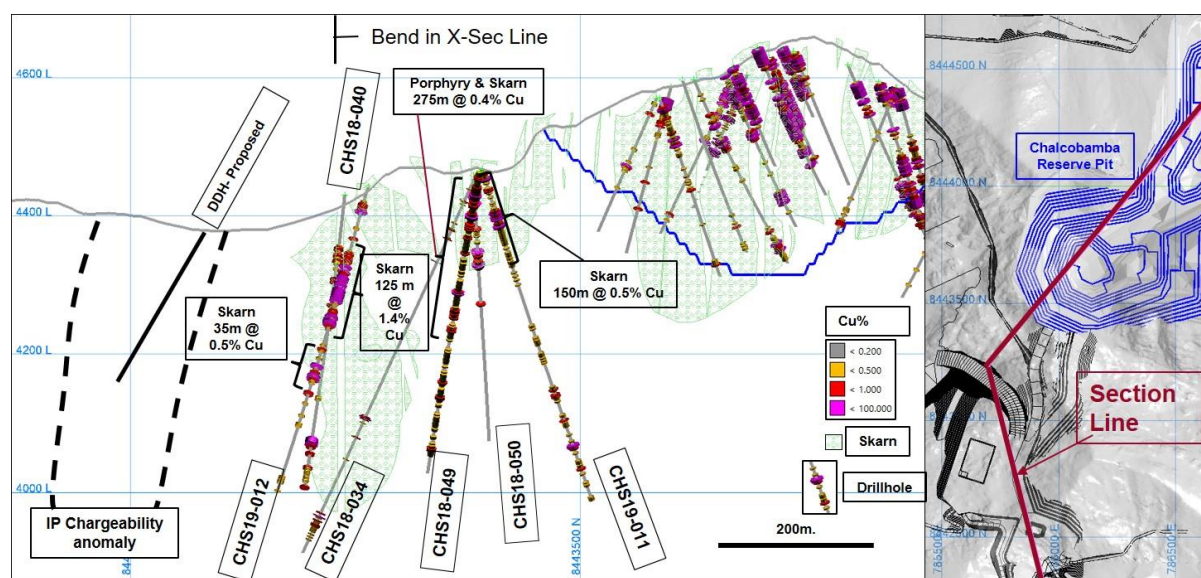 Bend in X-Sec Line
4600 L
4400 L
4200 L
4000 L
DDH- Proposed
CHS18-040
Porphyry & Skarn
275m @ 0.4% Cu
Skarn
125 m
@
1.4%
Cu
Skarn
35m @
0.5% Cu
Skarn
150m @ 0.5% Cu
IP Chargeability
anomaly
CHS19-012
CHS18-034
CHS18-049
CHS18-050
CHS19-011
8443500 N
Cu%
< 0.200
< 0.500
< 1.000
< 100.000
Skarn
Drillhole
200m.
8444500 N
Chalcobamba
Reserve Pit
8444000 N
8443500 N
Section
Line
786500 E